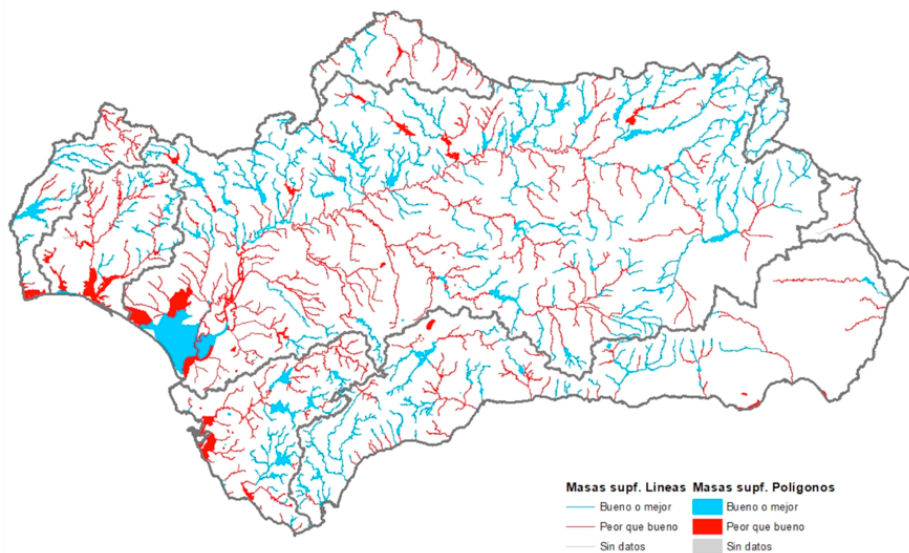 Masas supf. Lineas Masas supf. Polígonos
Bueno o mejor Bueno o mejor
Peor que bueno Peor que bueno
Sin datos Sin datos